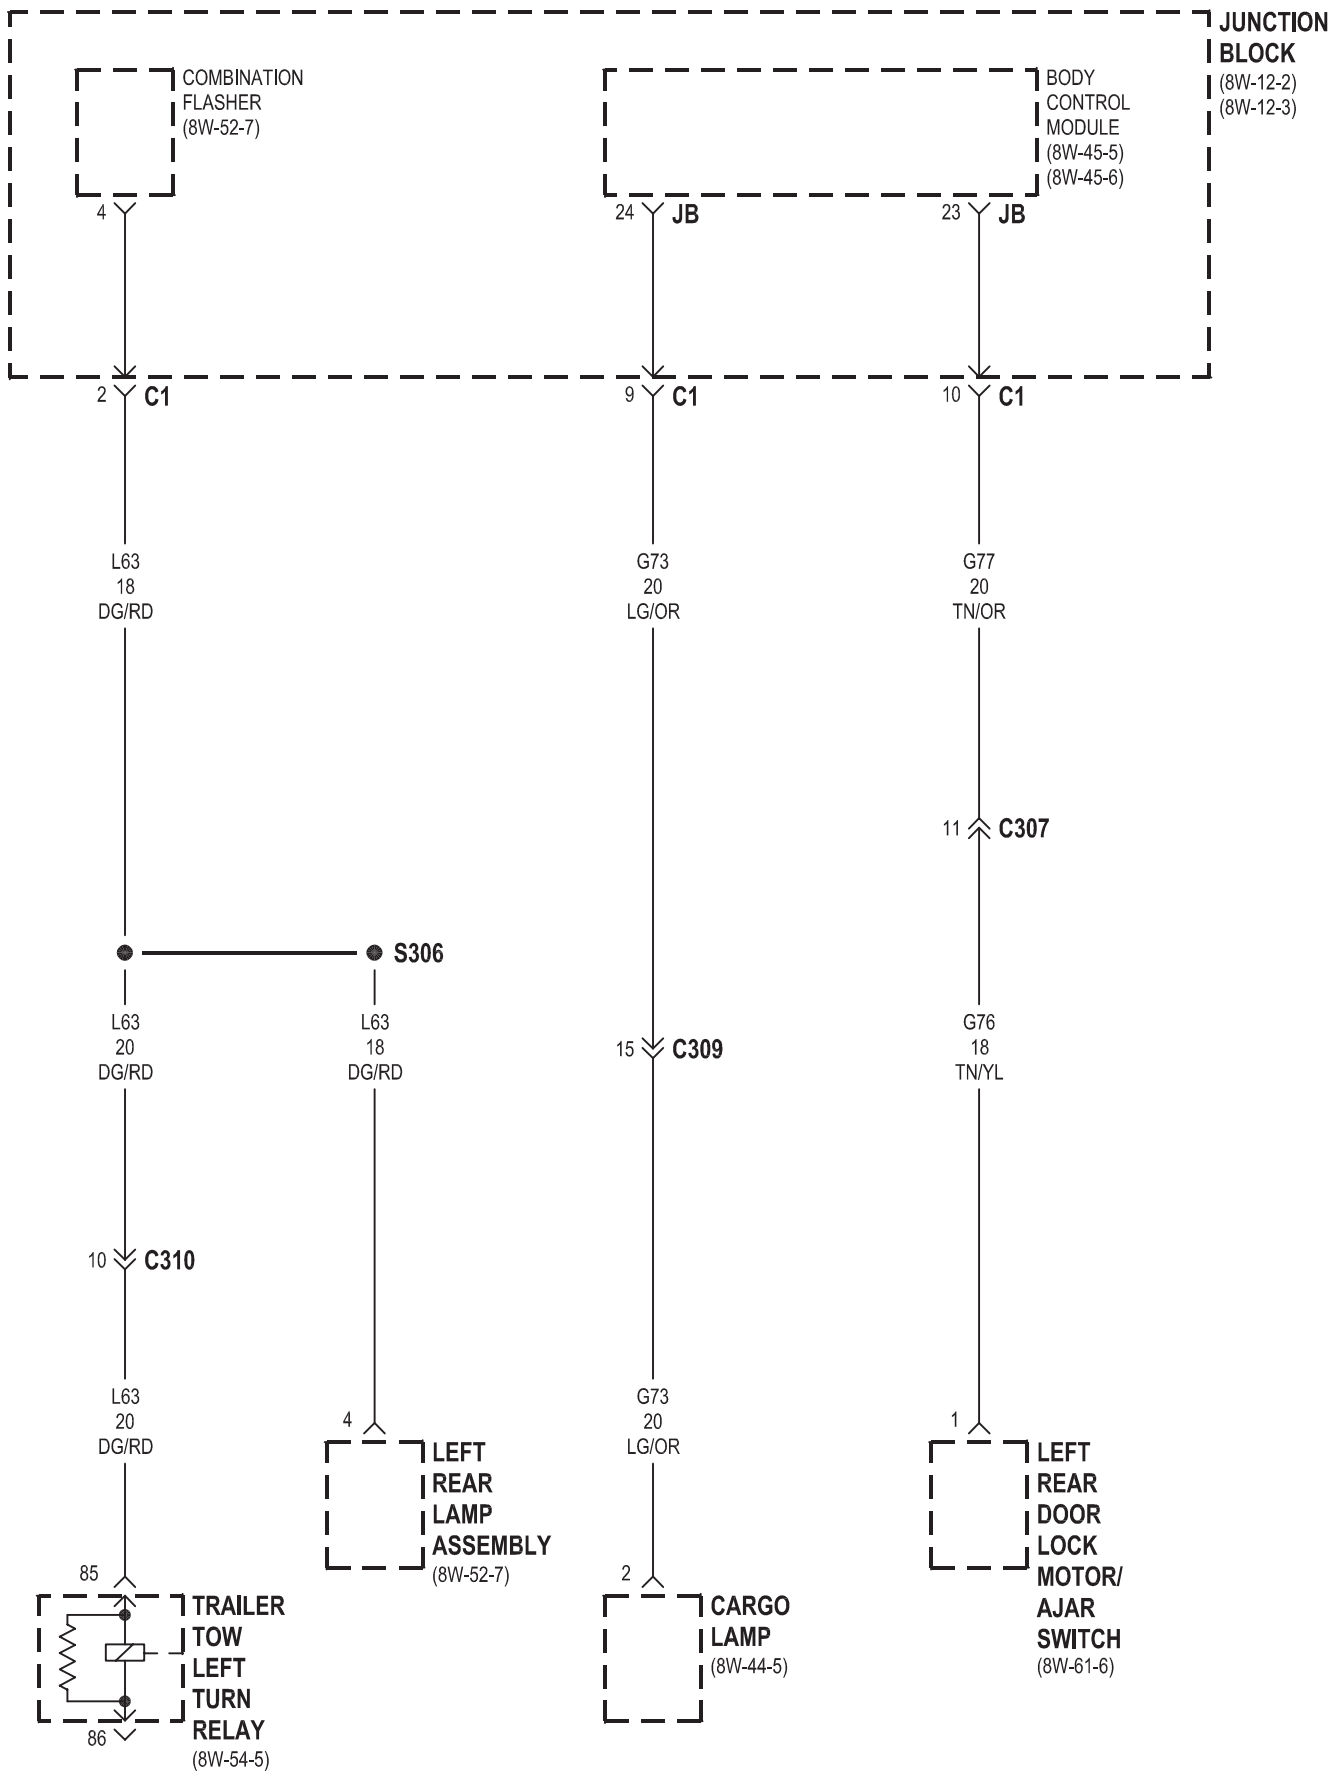 JUNCTION
BLOCK
(8W-12-2)
(8W-12-3)
COMBINATION
FLASHER
(8W-52-7)
BODY
CONTROL
MODULE
(8W-45-5)
(8W-45-6)
4
24 JB
23 JB
2 C1
9 C1
10 C1
L63
18
DG/RD
G73
20
LG/OR
G77
20
TN/OR
11 C307
S306
L63
20
DG/RD
L63
18
DG/RD
15 C309
G76
18
TN/YL
10 C310
L63
20
DG/RD
4
LEFT
REAR
LAMP
ASSEMBLY
(8W-52-7)
G73
20
LG/OR
1
LEFT
REAR
DOOR
LOCK
MOTOR/
AJAR
SWITCH
(8W-61-6)
85
TRAILER
TOW
LEFT
TURN
RELAY
(8W-54-5)
86
2
CARGO
LAMP
(8W-44-5)